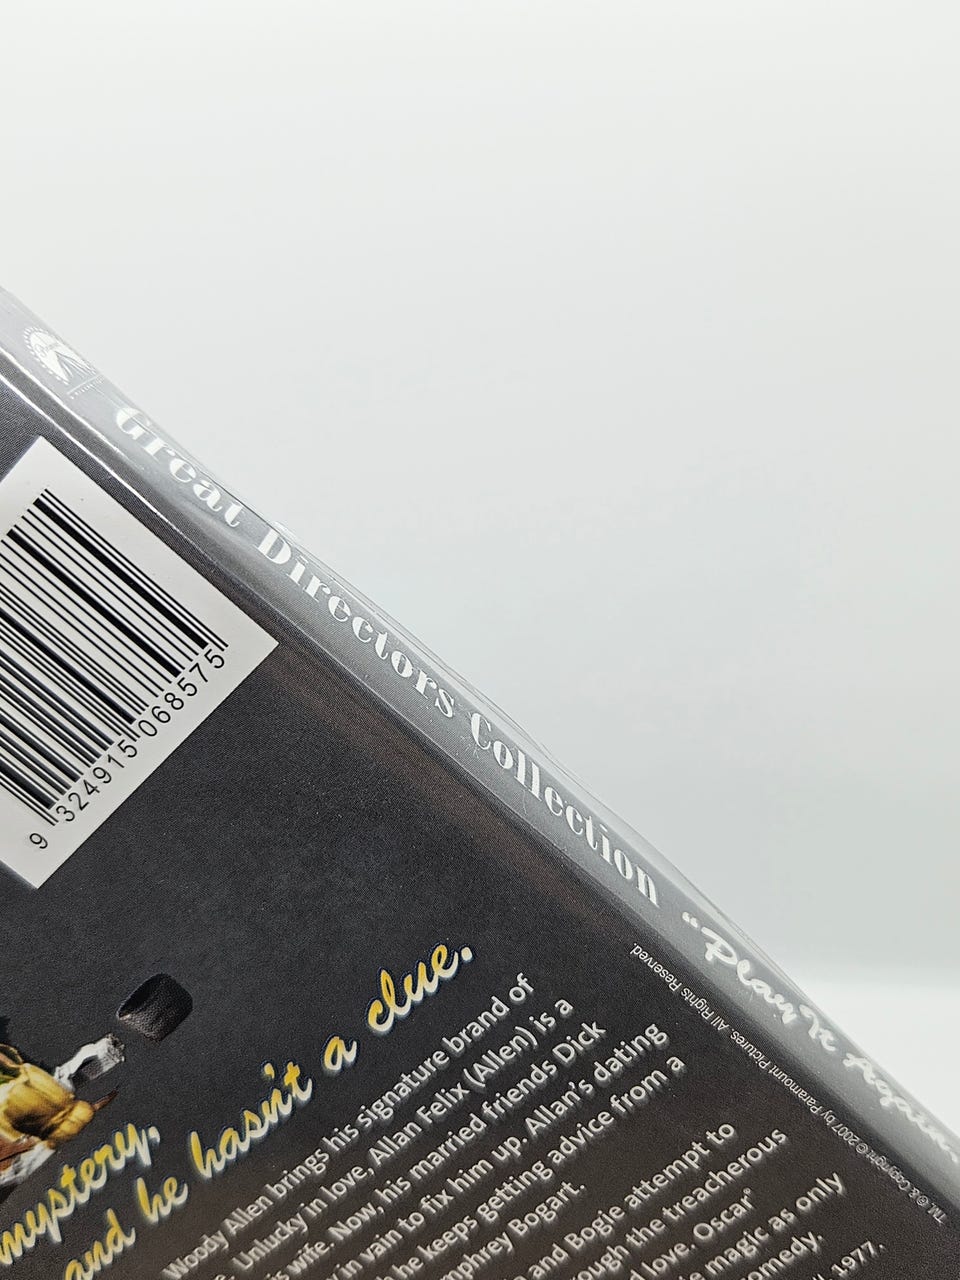 Great Directors Collection "Play It Again,
9 324915 068575
mystery,
and he hasn't a clue.
Woody Allen brings his signature brand of
Unlucky in love, Allan Felix (Allen) is a
his wife. Now, his married friends Dick
in vain to fix him up. Allan's dating
he keeps getting advice from a
Humphrey Bogart.
and Bogie attempt to
through the treacherous
love. Oscar®
magic as only
comedy.
1977.
TM, ® & Copyright © 2007 by Paramount Pictures. All Rights Reserved.